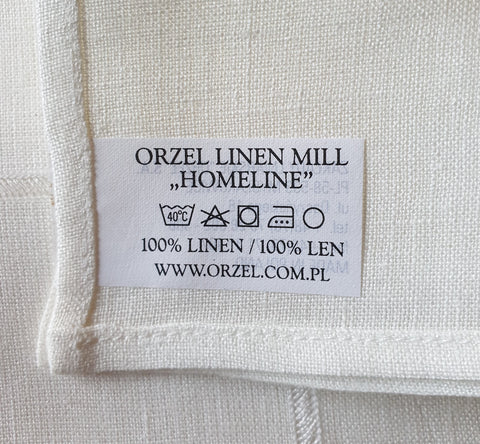 ORZEL LINEN MILL
„HOMELINE”
40°C
100% LINEN / 100% LEN
WWW.ORZEL.COM.PL